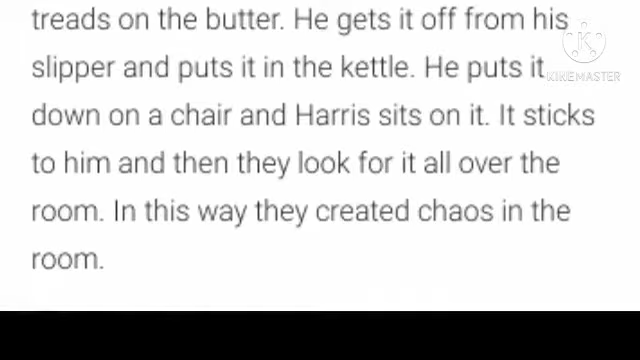 treads on the butter. He gets it off from his
slipper and puts it in the kettle. He puts it
down on a chair and Harris sits on it. It sticks
to him and then they look for it all over the
room. In this way they created chaos in the
room.
KINEMASTER